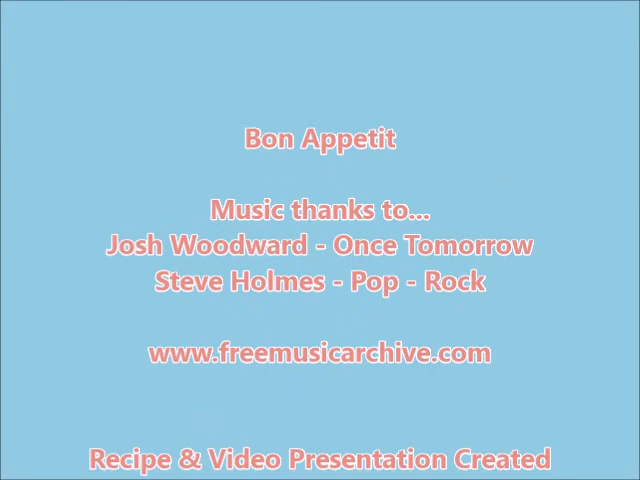 Bon Appetit
Music thanks to...
Josh Woodward - Once Tomorrow
Steve Holmes - Pop - Rock
www.freemusicarchive.com
Recipe & Video Presentation Created